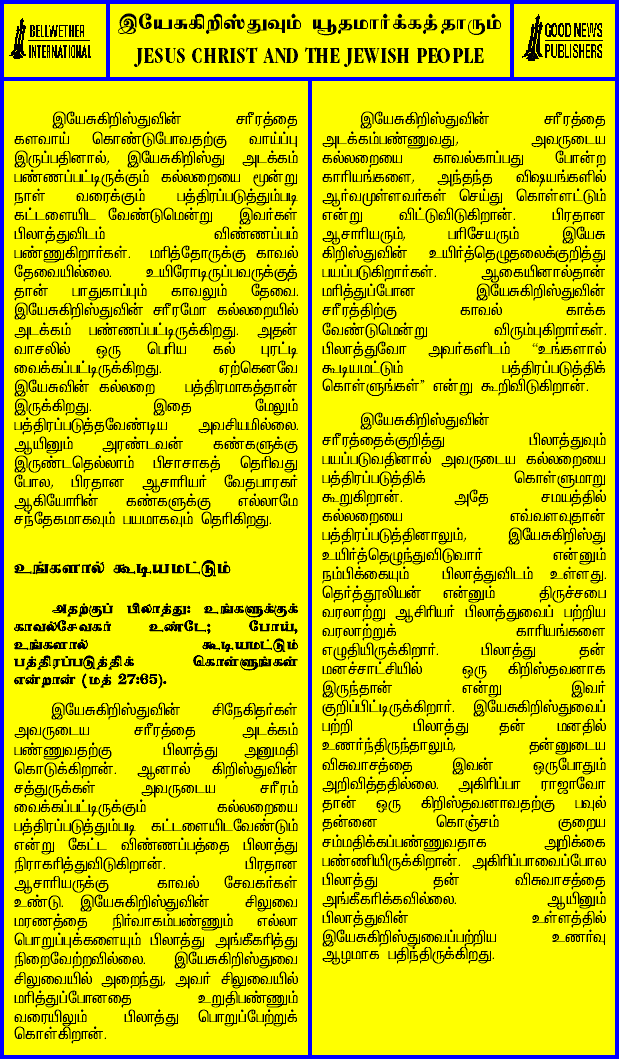 BELLWETHER
INTERNATIONAL
இயேசுகிறிஸ்துவும் யூதமார்க்கத்தாரும்
JESUS CHRIST AND THE JEWISH PEOPLE
GOOD NEWS
PUBLISHERS
இயேசுகிறிஸ்துவின் சரீரத்தை
களவாய் கொண்டுபோவதற்கு வாய்ப்பு
இருப்பதினால், இயேசுகிறிஸ்து அடக்கம்
பண்ணப்பட்டிருக்கும் கல்லறையை மூன்று
நாள் வரைக்கும் பத்திரப்படுத்தும்படி
கட்டளையிட வேண்டுமென்று இவர்கள்
பிலாத்துவிடம் விண்ணப்பம்
பண்ணுகிறார்கள். மரித்தோருக்கு காவல்
தேவையில்லை. உயிரோடிருப்பவருக்குத்
தான் பாதுகாப்பும் காவலும் தேவை.
இயேசுகிறிஸ்துவின் சரீரமோ கல்லறையில்
அடக்கம் பண்ணப்பட்டிருக்கிறது. அதன்
வாசலில் ஒரு பெரிய கல் புரட்டி
வைக்கப்பட்டிருக்கிறது. ஏற்கெனவே
இயேசுவின் கல்லறை பத்திரமாகத்தான்
இருக்கிறது. இதை மேலும்
பத்திரப்படுத்தவேண்டிய அவசியமில்லை.
ஆயினும் அரண்டவன் கண்களுக்கு
இருண்டதெல்லாம் பிசாசாகத் தெரிவது
போல, பிரதான ஆசாரியர் வேதபாரகர்
ஆகியோரின் கண்களுக்கு எல்லாமே
சந்தேகமாகவும் பயமாகவும் தெரிகிறது.
உங்களால் கூடியமட்டும்
அதற்குப் பிலாத்து: உங்களுக்குக்
காவல்சேவகர் உண்டே; போய்,
உங்களால் கூடியமட்டும்
பத்திரப்படுத்திக் கொள்ளுங்கள்
என்றான் (மத் 27:65).
இயேசுகிறிஸ்துவின் சிநேகிதர்கள்
அவருடைய சரீரத்தை அடக்கம்
பண்ணுவதற்கு பிலாத்து அனுமதி
கொடுக்கிறான். ஆனால் கிறிஸ்துவின்
சத்துருக்கள் அவருடைய சரீரம்
வைக்கப்பட்டிருக்கும் கல்லறையை
பத்திரப்படுத்தும்படி கட்டளையிடவேண்டும்
என்று கேட்ட விண்ணப்பத்தை பிலாத்து
நிராகரித்துவிடுகிறான். பிரதான
ஆசாரியருக்கு காவல் சேவகர்கள்
உண்டு. இயேசுகிறிஸ்துவின் சிலுவை
மரணத்தை நிர்வாகம்பண்ணும் எல்லா
பொறுப்புக்களையும் பிலாத்து அங்கீகரித்து
நிறைவேற்றவில்லை. இயேசுகிறிஸ்துவை
சிலுவையில் அறைந்து, அவர் சிலுவையில்
மரித்துப்போனதை உறுதிபண்ணும்
வரையிலும் பிலாத்து பொறுப்பேற்றுக்
கொள்கிறான்.
இயேசுகிறிஸ்துவின் சரீரத்தை
அடக்கம்பண்ணுவது, அவருடைய
கல்லறையை காவல்காப்பது போன்ற
காரியங்களை, அந்தந்த விஷயங்களில்
ஆர்வமுள்ளவர்கள் செய்து கொள்ளட்டும்
என்று விட்டுவிடுகிறான். பிரதான
ஆசாரியரும், பரிசேயரும் இயேசு
கிறிஸ்துவின் உயிர்த்தெழுதலைக்குறித்து
பயப்படுகிறார்கள். ஆகையினால்தான்
மரித்துப்போன இயேசுகிறிஸ்துவின்
சரீரத்திற்கு காவல் காக்க
வேண்டுமென்று விரும்புகிறார்கள்.
பிலாத்துவோ அவர்களிடம் “உங்களால்
கூடியமட்டும் பத்திரப்படுத்திக்
கொள்ளுங்கள்” என்று கூறிவிடுகிறான்.
இயேசுகிறிஸ்துவின்
சரீரத்தைக்குறித்து பிலாத்துவும்
பயப்படுவதினால் அவருடைய கல்லறையை
பத்திரப்படுத்திக் கொள்ளுமாறு
கூறுகிறான். அதே சமயத்தில்
கல்லறையை எவ்வளவுதான்
பத்திரப்படுத்தினாலும், இயேசுகிறிஸ்து
உயிர்த்தெழுந்துவிடுவார் என்னும்
நம்பிக்கையும் பிலாத்துவிடம் உள்ளது.
தெர்த்தூலியன் என்னும் திருச்சபை
வரலாற்று ஆசிரியர் பிலாத்துவைப் பற்றிய
வரலாற்றுக் காரியங்களை
எழுதியிருக்கிறார். பிலாத்து தன்
மனச்சாட்சியில் ஒரு கிறிஸ்தவனாக
இருந்தான் என்று இவர்
குறிப்பிட்டிருக்கிறார். இயேசுகிறிஸ்துவைப்
பற்றி பிலாத்து தன் மனதில்
உணர்ந்திருந்தாலும், தன்னுடைய
விசுவாசத்தை இவன் ஒருபோதும்
அறிவித்ததில்லை. அகிரிப்பா ராஜாவோ
தான் ஒரு கிறிஸ்தவனாவதற்கு பவுல்
தன்னை கொஞ்சம் குறைய
சம்மதிக்கப்பண்ணுவதாக அறிக்கை
பண்ணியிருக்கிறான். அகிரிப்பாவைப்போல
பிலாத்து தன் விசுவாசத்தை
அங்கீகரிக்கவில்லை. ஆயினும்
பிலாத்துவின் உள்ளத்தில்
இயேசுகிறிஸ்துவைப்பற்றிய உணர்வு
ஆழமாக பதிந்திருக்கிறது.